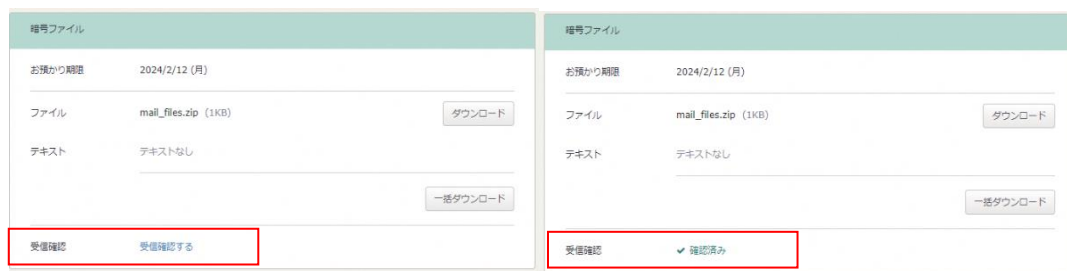 暗号ファイル
お預かり期限 2024/2/12 (月)
ファイル mail_files.zip (1KB) ダウンロード
テキスト テキストなし
一括ダウンロード
受信確認 受信確認する
暗号ファイル
お預かり期限 2024/2/12 (月)
ファイル mail_files.zip (1KB) ダウンロード
テキスト テキストなし
一括ダウンロード
受信確認 ✔ 確認済み